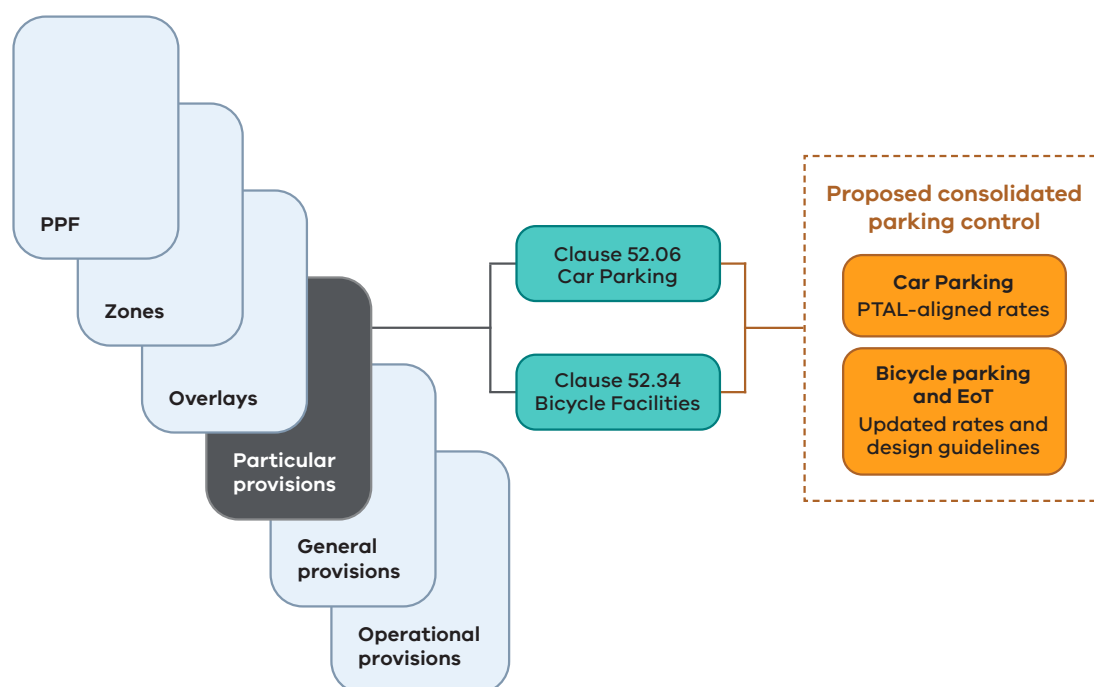 PPF
Zones
Overlays
Particular
provisions
General
provisions
Operational
provisions
Clause 52.06
Car Parking
Clause 52.34
Bicycle Facilities
Proposed consolidated
parking control
Car Parking
PTAL-aligned rates
Bicycle parking
and EoT
Updated rates and
design guidelines